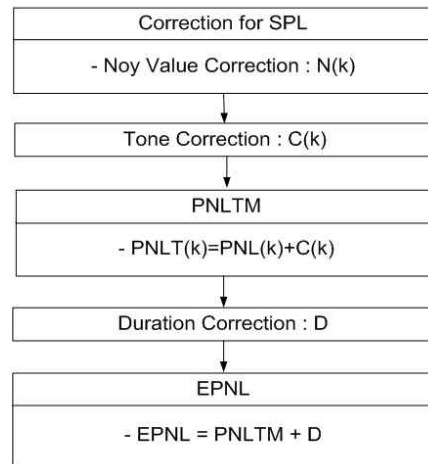 Correction for SPL
- Noy Value Correction : N(k)
Tone Correction : C(k)
PNLTM
- PNLT(k)=PNL(k)+C(k)
Duration Correction : D
EPNL
- EPNL = PNLTM + D